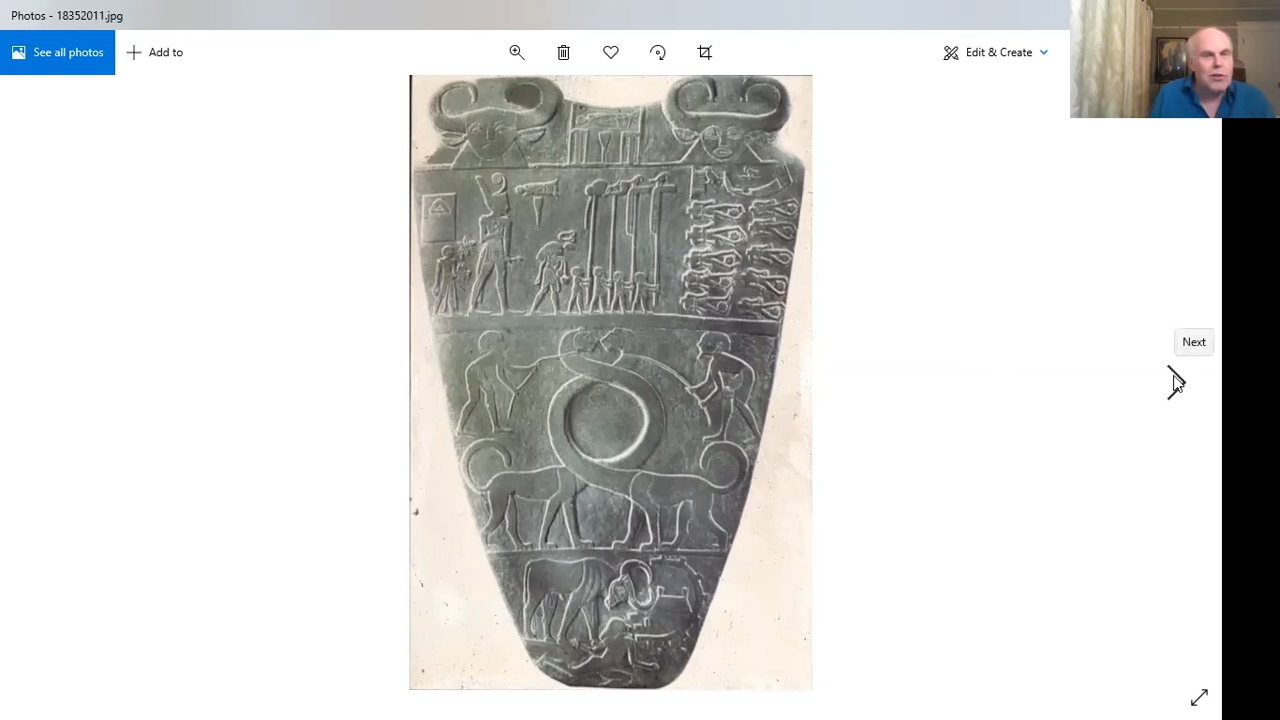 Photos - 18352011.jpg
See all photos
Add to
Edit & Create
Next